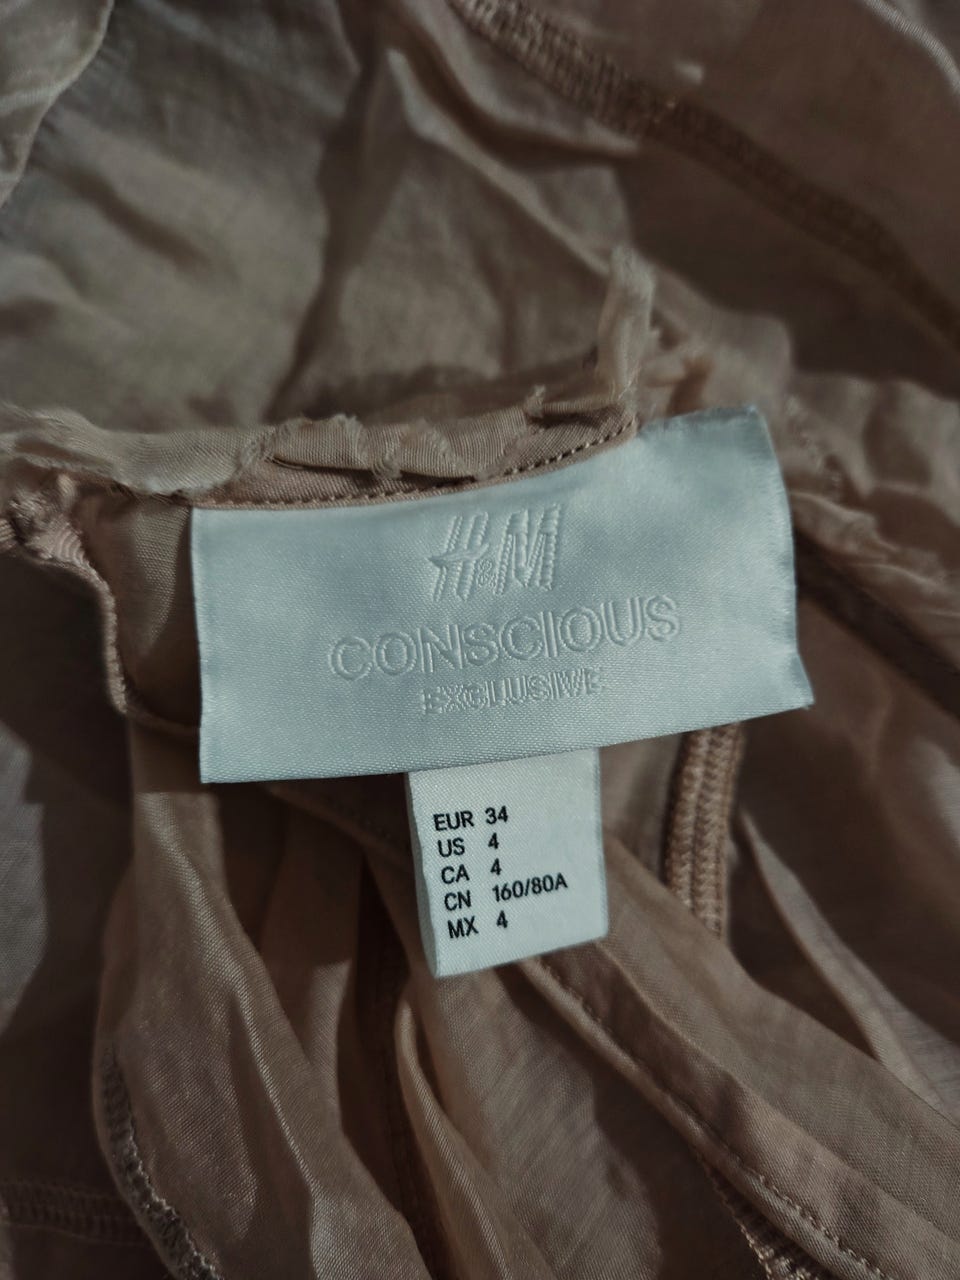 H&M
CONSCIOUS
EXCLUSIVE
EUR 34
US 4
CA 4
CN 160/80A
MX 4